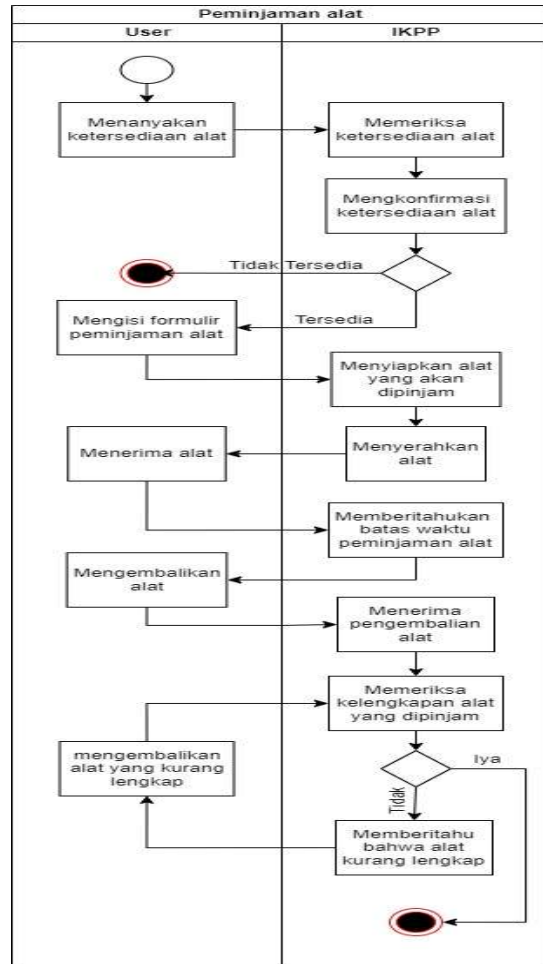 Peminjaman alat
User
IKPP
Menanyakan
ketersediaan alat
Memeriksa
ketersediaan alat
Mengkonfirmasi
ketersediaan alat
Tidak Tersedia
Tersedia
Mengisi formulir
peminjaman alat
Menyiapkan alat
yang akan
dipinjam
Menyerahkan
alat
Menerima alat
Memberitahukan
batas waktu
peminjaman alat
Mengembalikan
alat
Menerima
pengembalian
alat
Memeriksa
kelengkapan alat
yang dipinjam
Iya
Tidak
Memberitahu
bahwa alat
kurang lengkap
mengembalikan
alat yang kurang
lengkap